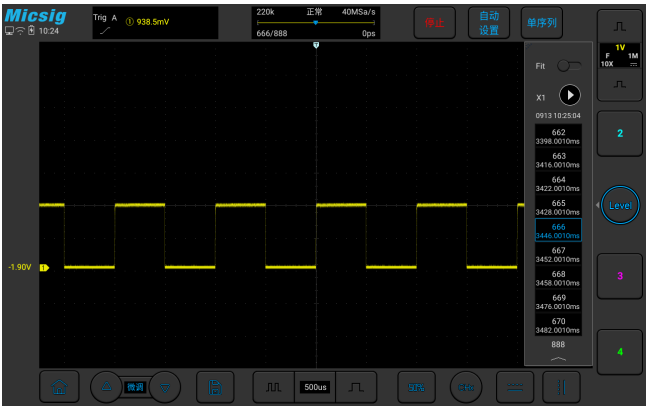 Micsig
10:24
Trig A ① 938.5mV
220k 正常 40MSa/s
666/888 0ps
停止
自动
设置
单序列
1V
F 1M
10X
Fit
X1
0913 10:25:04
662
3398.0010ms
663
3416.0010ms
664
3422.0010ms
665
3428.0010ms
666
3446.0010ms
667
3452.0010ms
668
3458.0010ms
669
3476.0010ms
670
3482.0010ms
888
2
Level
3
4
T
-1.90V
1
微调
500us
50%